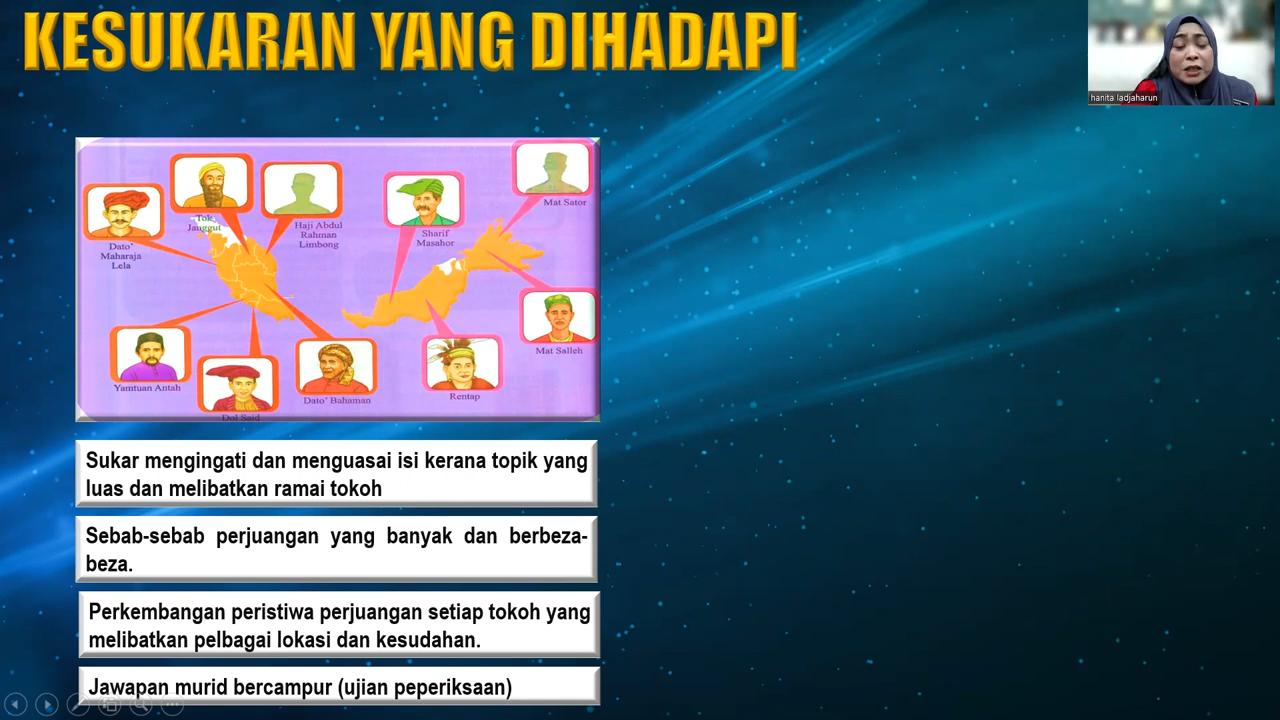 KESUKARAN YANG DIHADAPI
hanita ladjaharun
Mat Sator
Tok
Janggut
Haji Abdul
Rahman
Limbong
Sharif
Masahor
Dato'
Maharaja
Lela
Mat Salleh
Yamtuan Antah
Dato' Bahaman
Rentap
Dol Said
Sukar mengingati dan menguasai isi kerana topik yang
luas dan melibatkan ramai tokoh
Sebab-sebab perjuangan yang banyak dan berbeza-
beza.
Perkembangan peristiwa perjuangan setiap tokoh yang
melibatkan pelbagai lokasi dan kesudahan.
Jawapan murid bercampur (ujian peperiksaan)